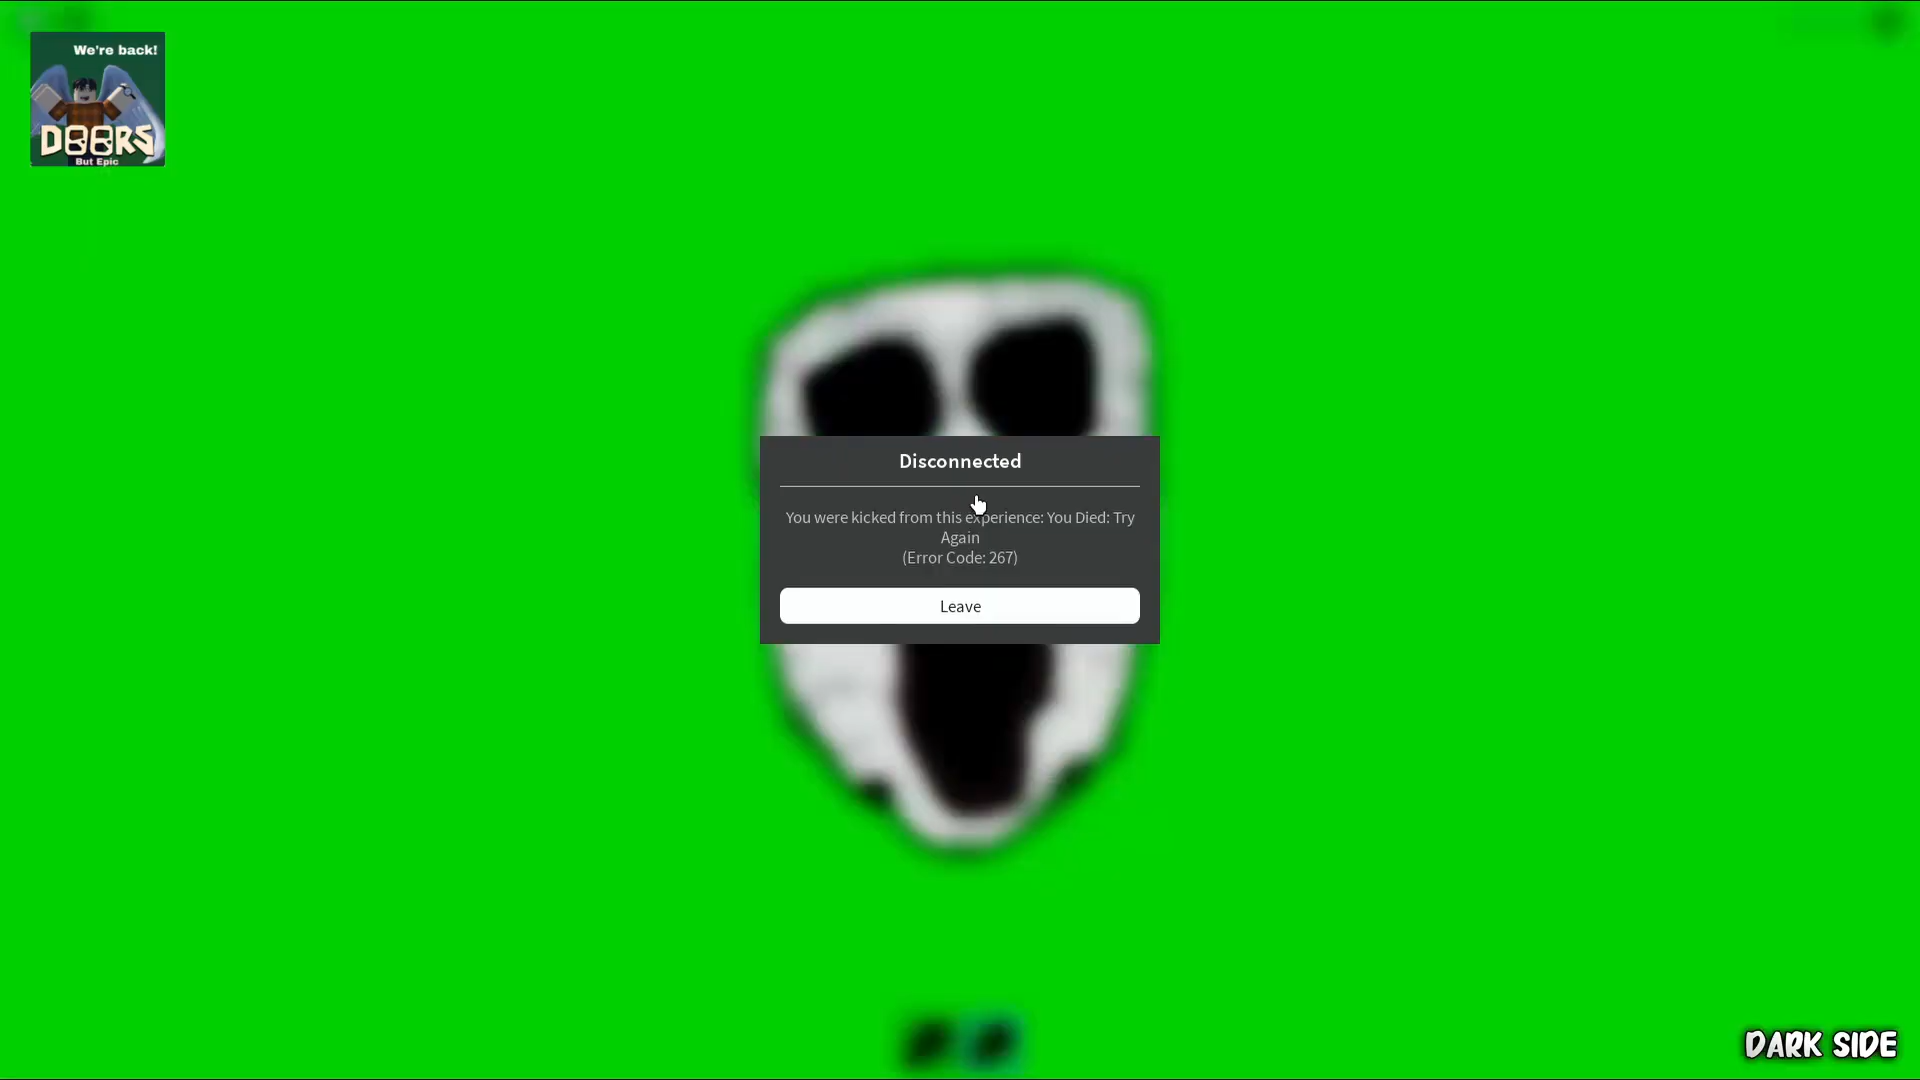 We're back!
DOORS
But Epic
Disconnected
You were kicked from this experience: You Died: Try
Again
(Error Code: 267)
Leave
DARK SIDE